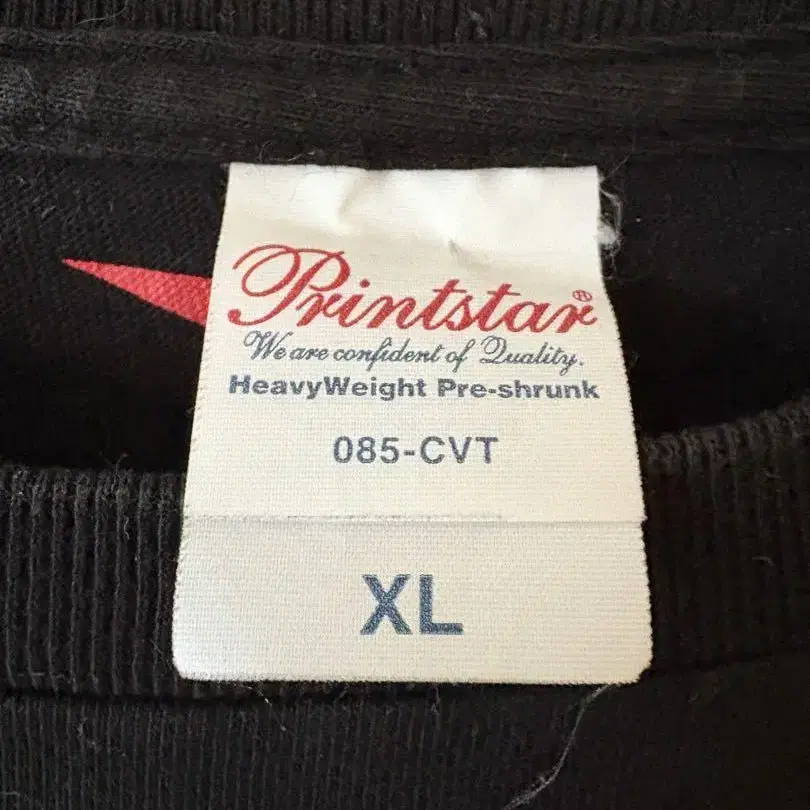 Printstar®
We are confident of Quality.
HeavyWeight Pre-shrunk
085-CVT
XL